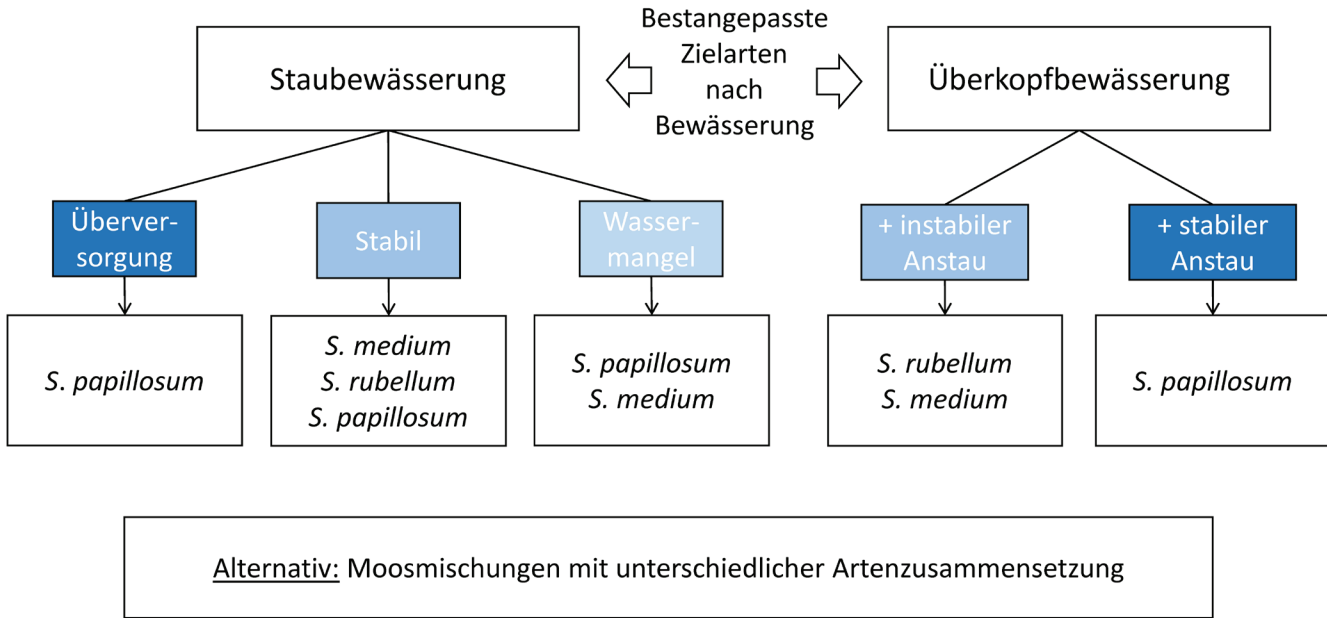 Bestangepasste
Zielarten
nach
Bewässerung
Staubewässerung
Überkopfbewässerung
Überver-
sorgung
Stabil
Wasser-
mangel
+ instabiler
Anstau
+ stabiler
Anstau
S. papillosum
S. medium
S. rubellum
S. papillosum
S. papillosum
S. medium
S. rubellum
S. medium
S. papillosum
Alternativ: Moosmischungen mit unterschiedlicher Artenzusammensetzung